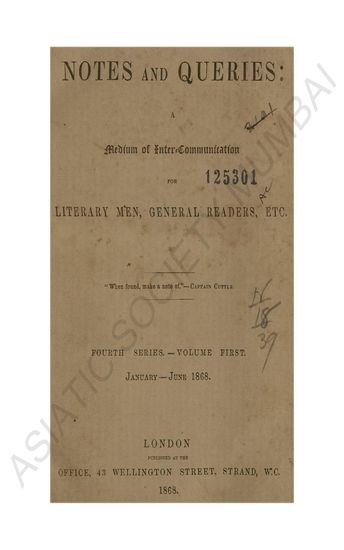 NOTES AND QUERIES:
A
Medium of Inter-Communication
FOR
125301
LITERARY MEN, GENERAL READERS, ETC.
"When found, make a note of."—CAPTAIN CUTTLE.
FOURTH SERIES.—VOLUME FIRST.
JANUARY—JUNE 1868.
LONDON
PUBLISHED AT THE
OFFICE, 43 WELLINGTON STREET, STRAND, W.C.
1868.
ASIATIC SOCIETY MUMBAI